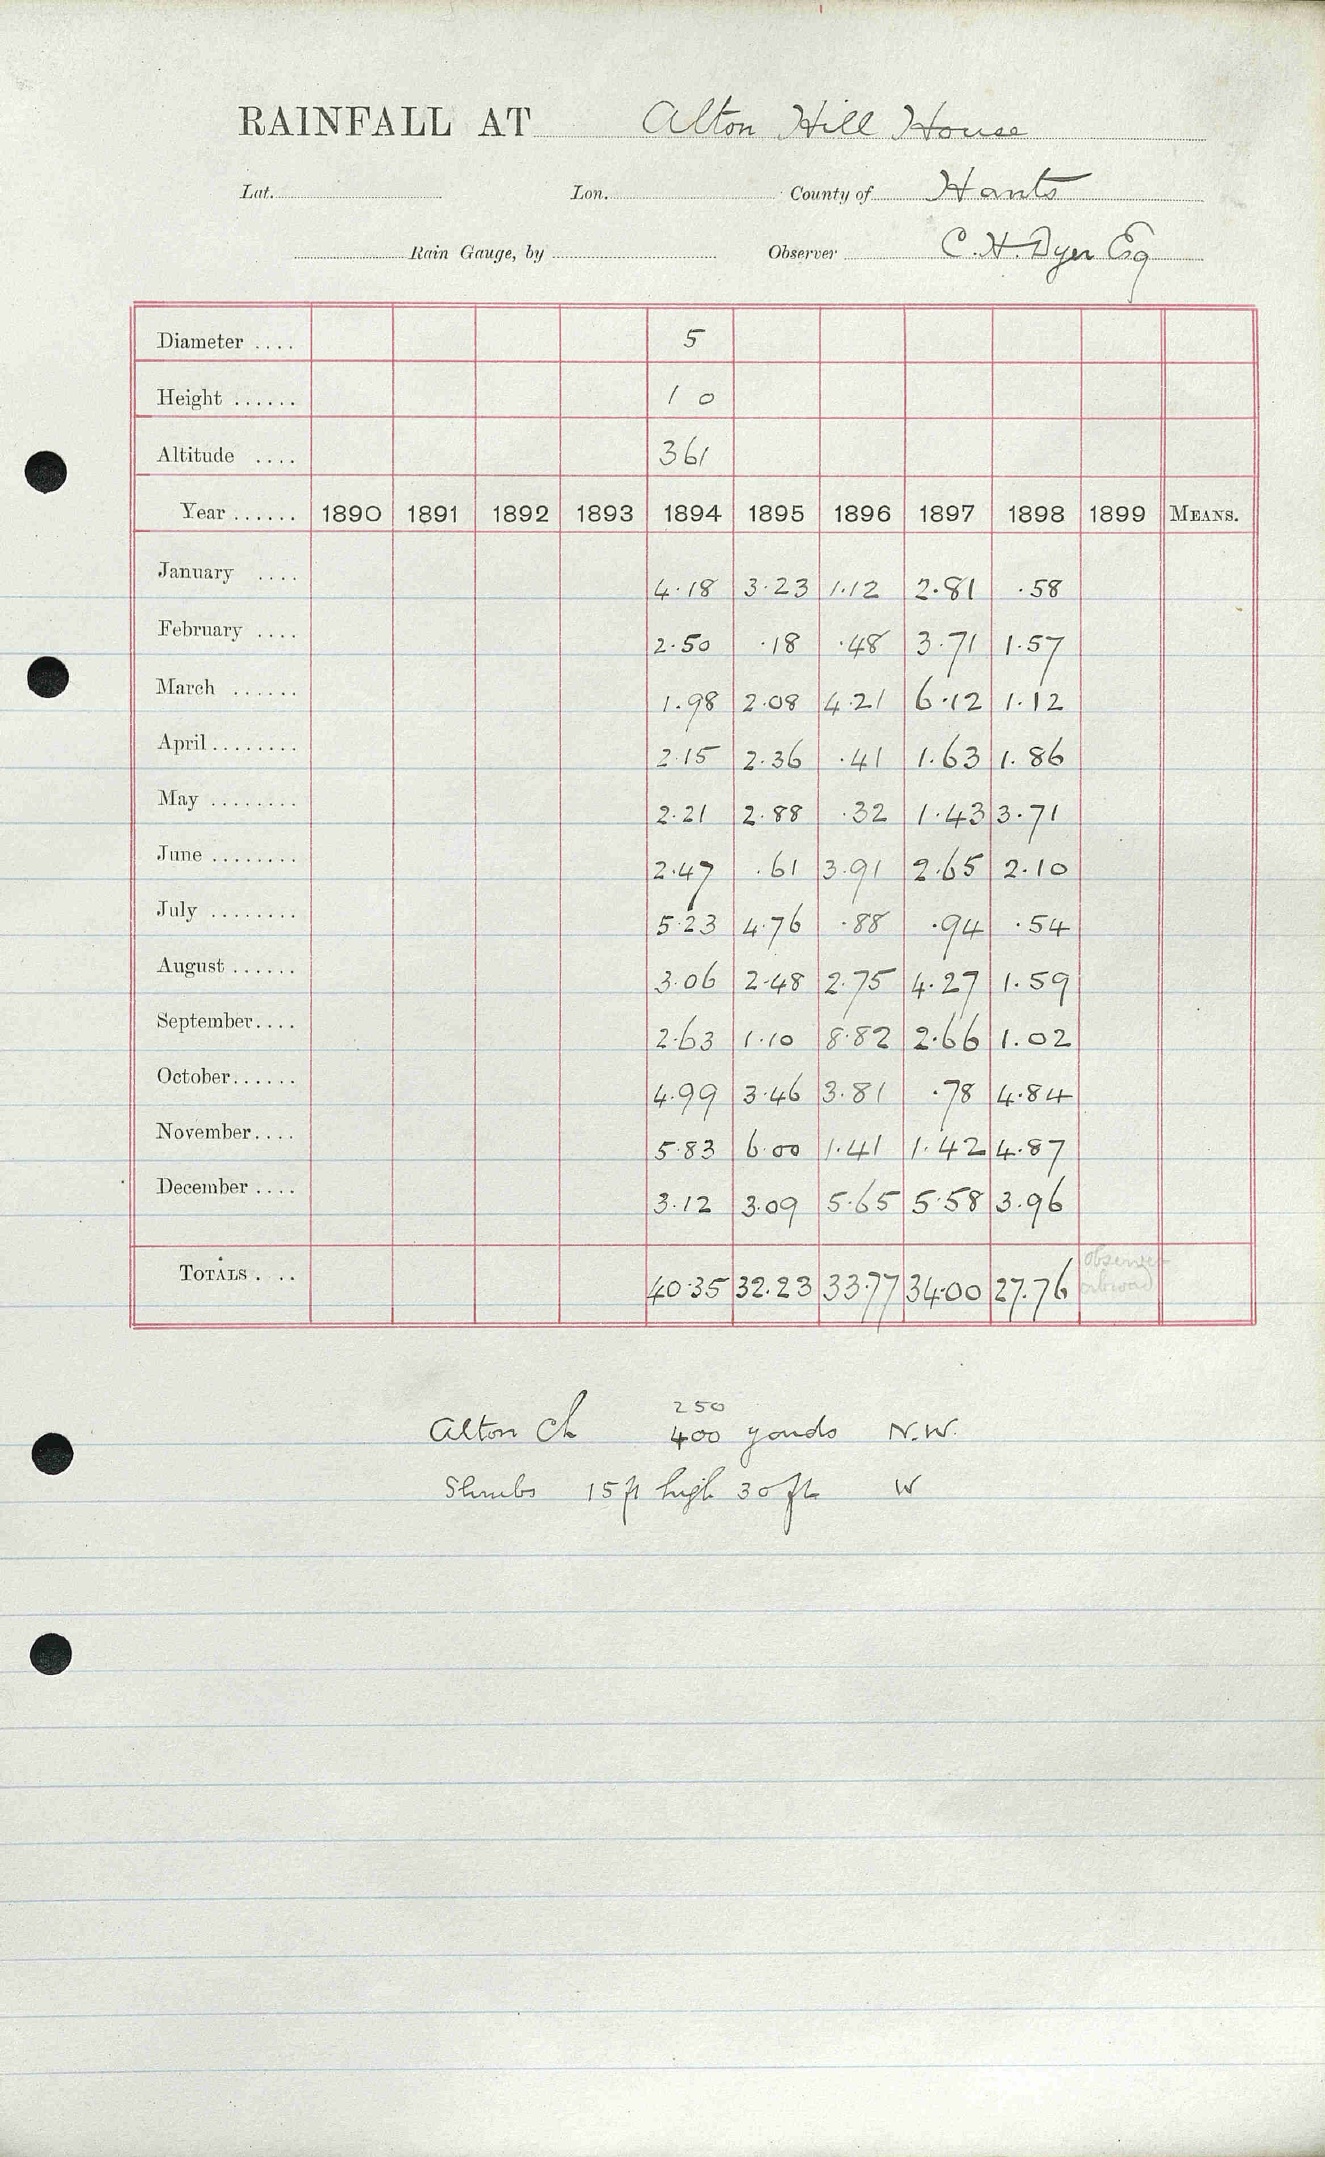 RAINFALL AT Alton Hill House
Lat. Lon. County of Hants
Rain Gauge, by Observer C. H. Dyer Esq
Diameter .... 5
Height ...... 1 0
Altitude .... 361
Year ...... 1890 1891 1892 1893 1894 1895 1896 1897 1898 1899 MEANS.
January .... 4.18 3.23 1.12 2.81 .58
February .... 2.50 .18 .48 3.71 1.57
March ...... 1.98 2.08 4.21 6.12 1.12
April ........ 2.15 2.36 .41 1.63 1.86
May ........ 2.21 2.88 .32 1.43 3.71
June ........ 2.47 .61 3.91 2.65 2.10
July ........ 5.23 4.76 .88 .94 .54
August ...... 3.06 2.48 2.75 4.27 1.59
September.... 2.63 1.10 8.82 2.66 1.02
October...... 4.99 3.46 3.81 .78 4.84
November.... 5.83 6.00 1.41 1.42 4.87
December .... 3.12 3.09 5.65 5.58 3.96
TOTALS . .. 40.35 32.23 33.77 34.00 27.76 observer
abroad
250
Alton Ch 400 yards N.W.
Shrubs 15 ft high 30 ft W